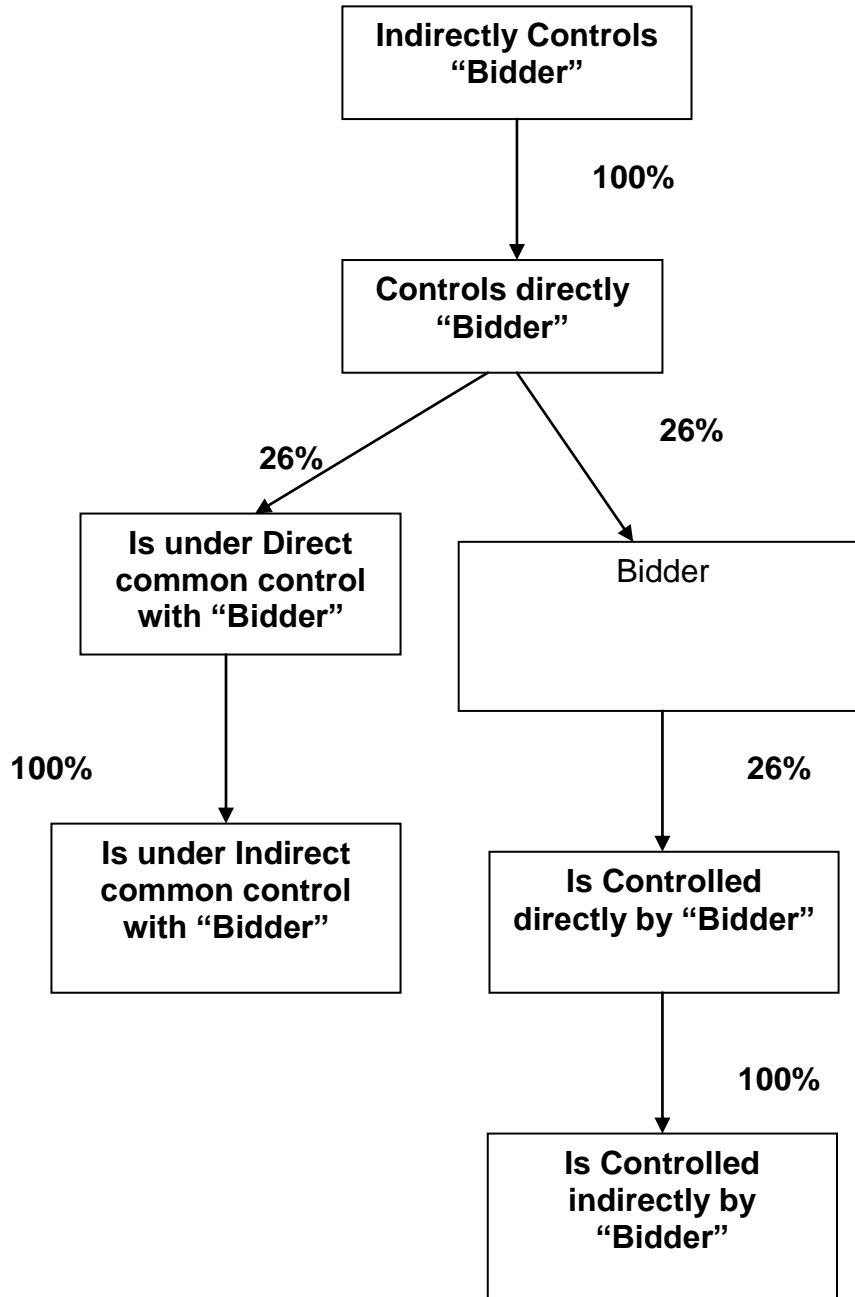 Indirectly Controls
“Bidder”
100%
Controls directly
“Bidder”
26%
26%
Is under Direct
common control
with “Bidder”
Bidder
100%
26%
Is under Indirect
common control
with “Bidder”
Is Controlled
directly by “Bidder”
100%
Is Controlled
indirectly by
“Bidder”